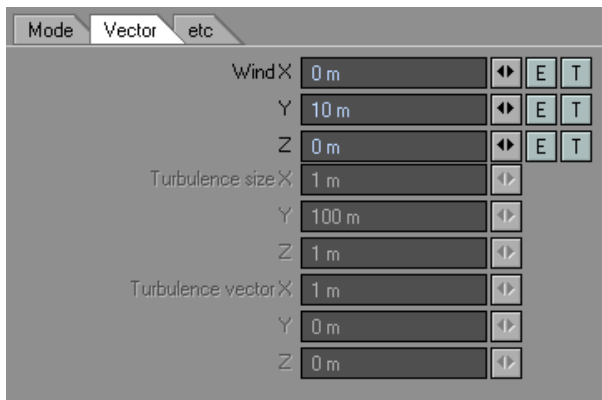 Mode Vector etc
Wind X 0 m E T
Y 10 m E T
Z 0 m E T
Turbulence size X 1 m
Y 100 m
Z 1 m
Turbulence vector X 1 m
Y 0 m
Z 0 m